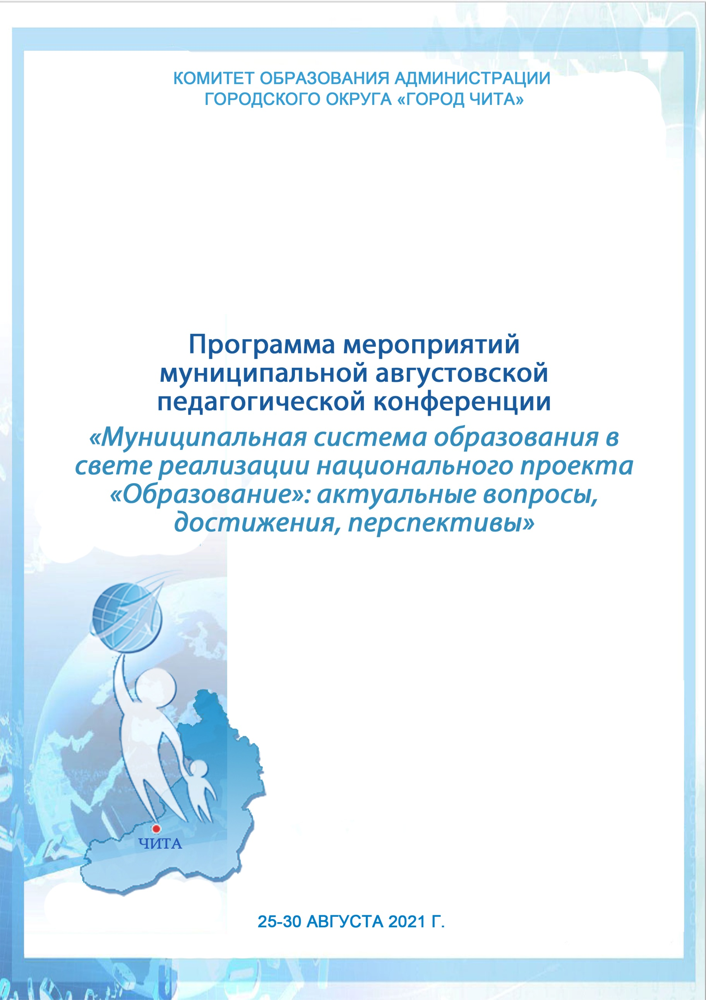 КОМИТЕТ ОБРАЗОВАНИЯ АДМИНИСТРАЦИИ
ГОРОДСКОГО ОКРУГА «ГОРОД ЧИТА»
Программа мероприятий
муниципальной августовской
педагогической конференции
«Муниципальная система образования в
свете реализации национального проекта
«Образование»: актуальные вопросы,
достижения, перспективы»
ЧИТА
25-30 АВГУСТА 2021 Г.